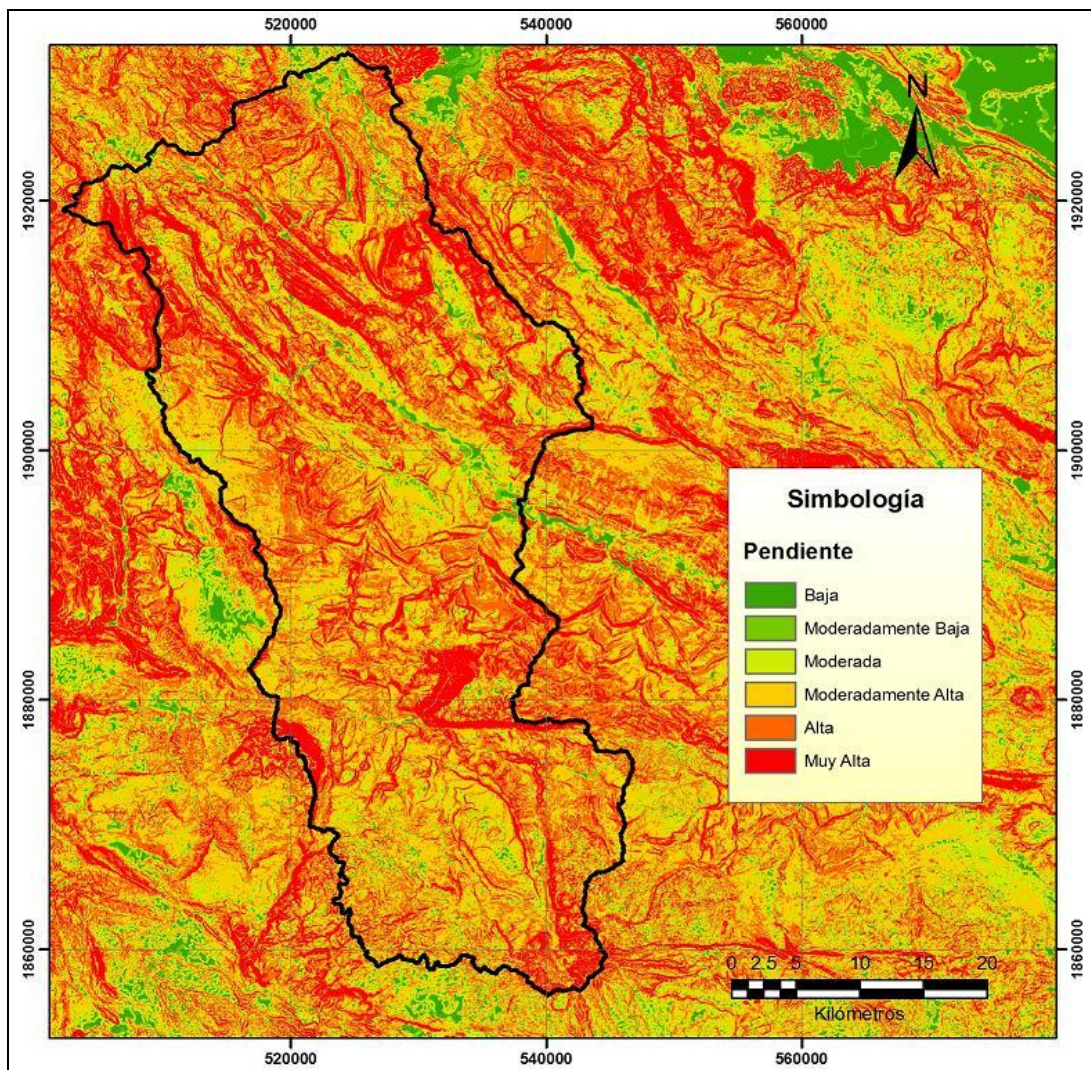 520000 540000 560000
N
1920000 1920000
1900000 1900000
Simbología
Pendiente
Baja
Moderadamente Baja
Moderada
Moderadamente Alta
Alta
Muy Alta
1880000 1880000
1860000 1860000
0 2.5 5 10 15 20
Kilómetros
520000 540000 560000